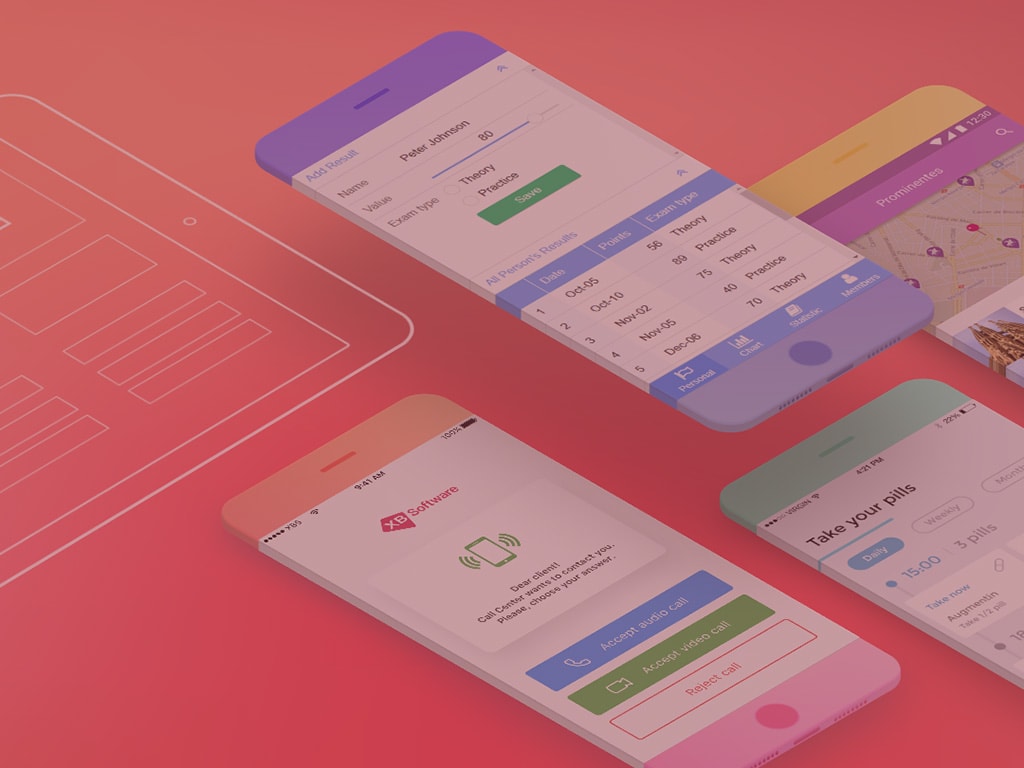 Add Result
Name Peter Johnson
Value 80
Exam type Theory
Practice
Save
All Person's Results
Date Points Exam type
1 Oct-05 56 Theory
2 Oct-10 89 Practice
3 Nov-02 75 Theory
4 Nov-05 40 Practice
5 Dec-06 70 Theory
Personal Chart Statistic Members
12:30
Prominentes
XBS 9:41 AM 100%
XB Software
Dear client!
Call Center wants to contact you.
Please, choose your answer.
Accept audio call
Accept video call
Reject call
VIRGIN 4:21 PM 22%
Take your pills
Daily Weekly Month
15:00 3 pills
Take now
Augmentin
Take 1/2 pill